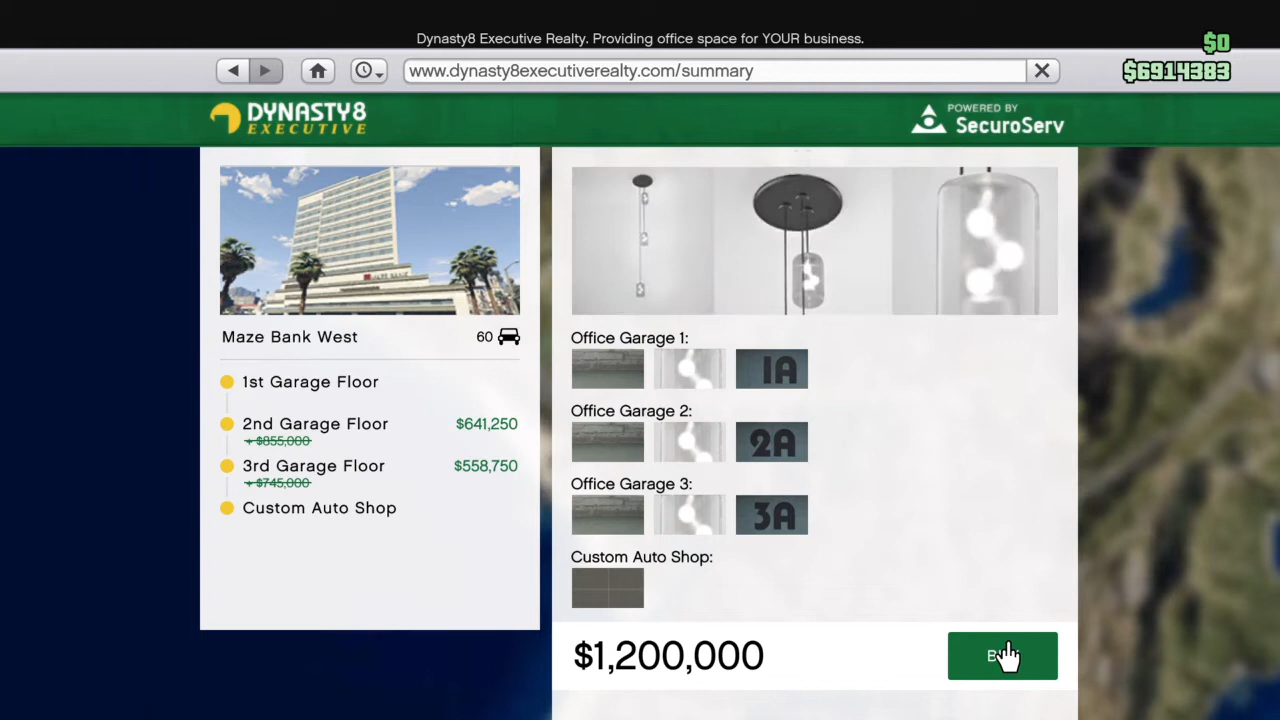 Dynasty8 Executive Realty. Providing office space for YOUR business.
$0
$6914383
www.dynasty8executiverealty.com/summary
DYNASTY 8
EXECUTIVE
POWERED BY
SecuroServ
Maze Bank West
60
1st Garage Floor
2nd Garage Floor
$641,250
+ $855,000
3rd Garage Floor
$558,750
+ $745,000
Custom Auto Shop
Office Garage 1:
1A
Office Garage 2:
2A
Office Garage 3:
3A
Custom Auto Shop:
$1,200,000